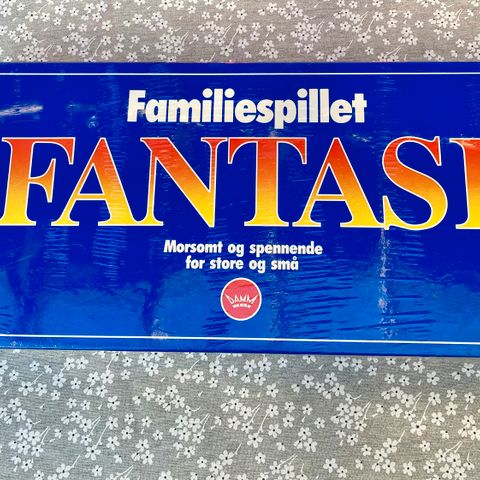 Familiespillet
FANTASI
Morsomt og spennende
for store og små
DAMM